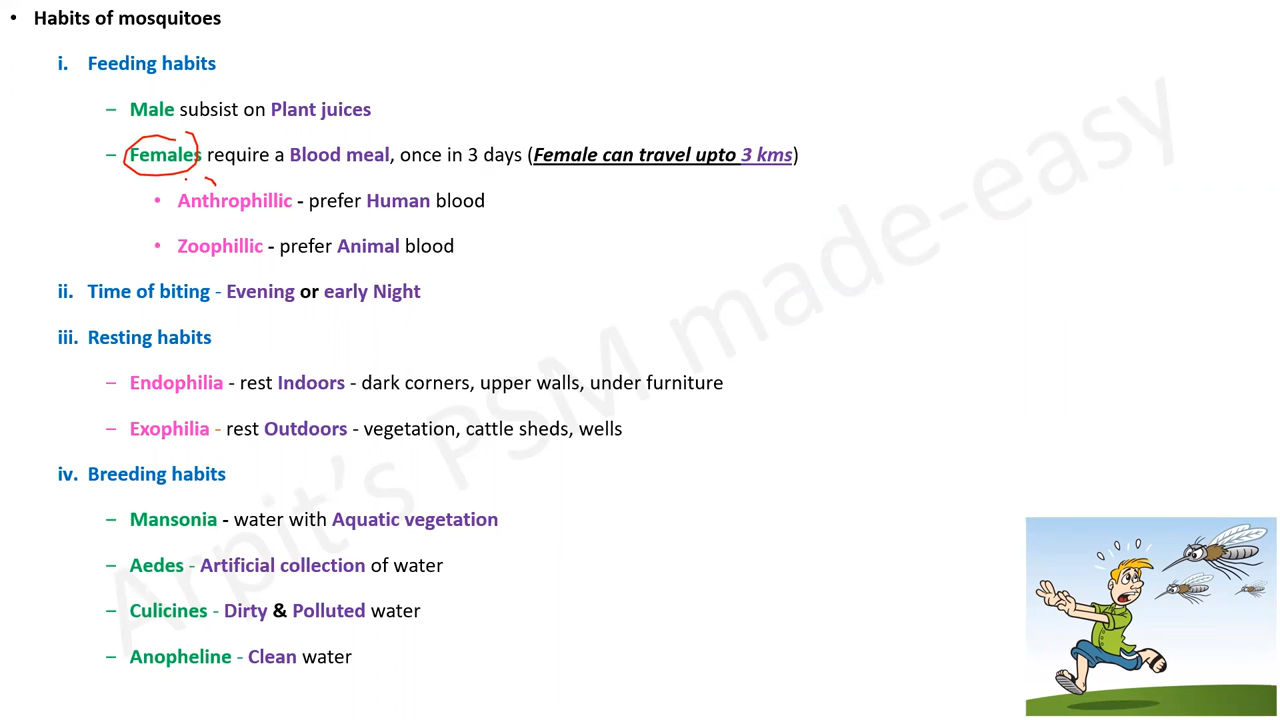 • Habits of mosquitoes
i. Feeding habits
– Male subsist on Plant juices
– Females require a Blood meal, once in 3 days (Female can travel upto 3 kms)
• Anthrophillic - prefer Human blood
• Zoophillic - prefer Animal blood
ii. Time of biting - Evening or early Night
iii. Resting habits
– Endophilia - rest Indoors - dark corners, upper walls, under furniture
– Exophilia - rest Outdoors - vegetation, cattle sheds, wells
iv. Breeding habits
– Mansonia - water with Aquatic vegetation
– Aedes - Artificial collection of water
– Culicines - Dirty & Polluted water
– Anopheline - Clean water
Arpit's PSM made-easy